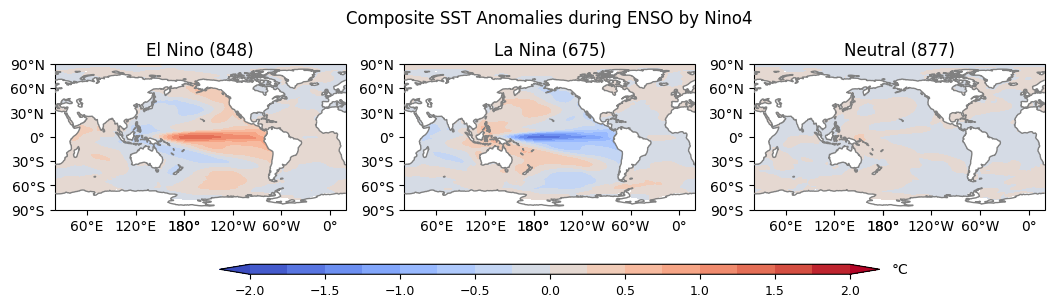 Composite SST Anomalies during ENSO by Nino4
El Nino (848)
La Nina (675)
Neutral (877)
90°N
60°N
30°N
0°
30°S
60°S
90°S
60°E 120°E 180° 120°W 60°W 0°
90°N
60°N
30°N
0°
30°S
60°S
90°S
60°E 120°E 180° 120°W 60°W 0°
90°N
60°N
30°N
0°
30°S
60°S
90°S
60°E 120°E 180° 120°W 60°W 0°
°C
−2.0 −1.5 −1.0 −0.5 0.0 0.5 1.0 1.5 2.0